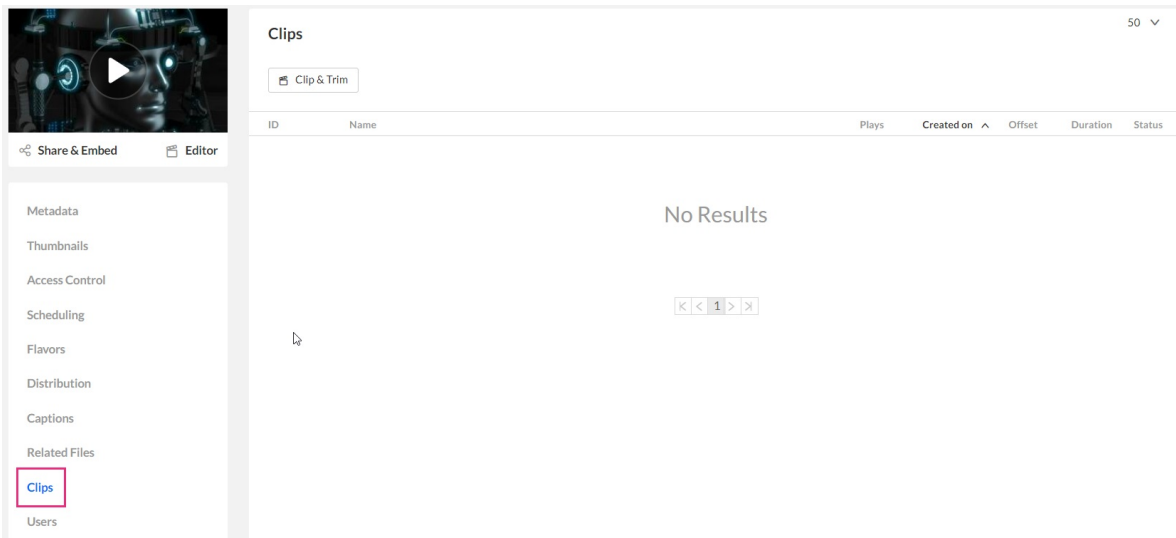 Clips
50
Clip & Trim
ID Name Plays Created on Offset Duration Status
Share & Embed Editor
Metadata
Thumbnails
Access Control
Scheduling
Flavors
Distribution
Captions
Related Files
Clips
Users
No Results
1